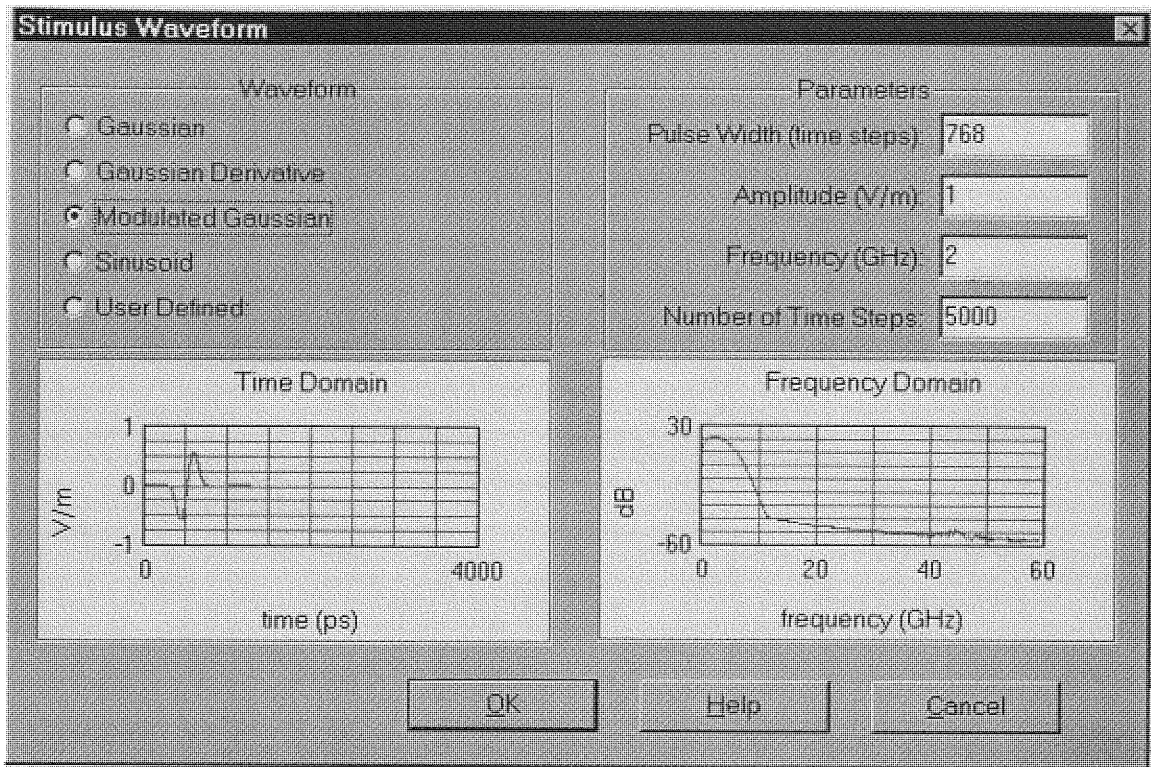 Stimulus Waveform
Waveform
Gaussian
Gaussian Derivative
Modulated Gaussian
Sinusoid
User Defined:
Parameters
Pulse Width (time steps): 768
Amplitude (V/m): 1
Frequency (GHz): 2
Number of Time Steps: 5000
Time Domain
1
0
-1
V/m
0 4000
time (ps)
Frequency Domain
30
-60
dB
0 20 40 60
frequency (GHz)
OK Help Cancel